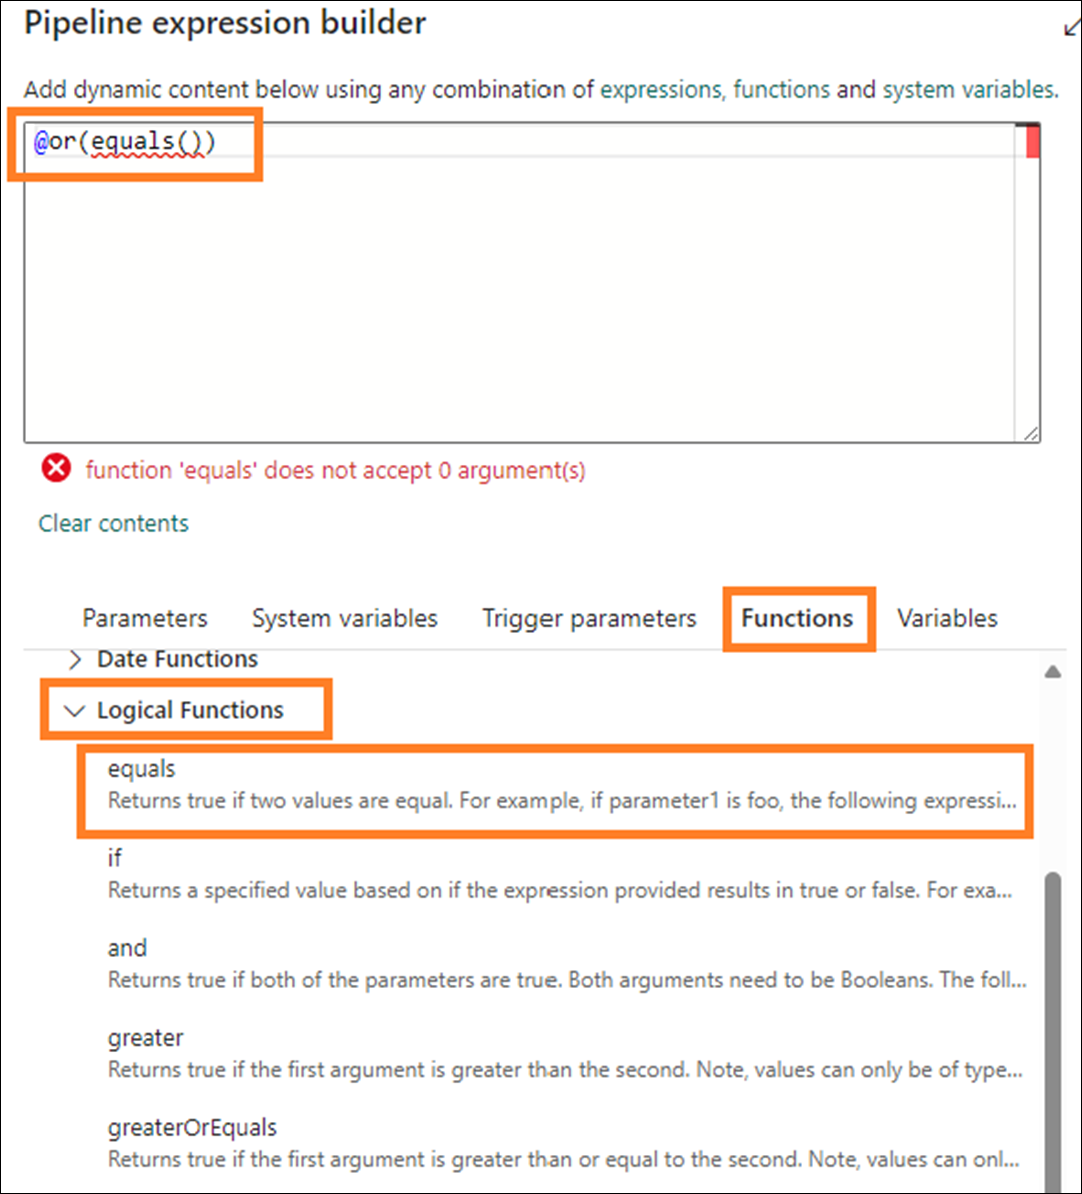 Pipeline expression builder
Add dynamic content below using any combination of expressions, functions and system variables.
@or(equals())
function 'equals' does not accept 0 argument(s)
Clear contents
Parameters System variables Trigger parameters Functions Variables
Date Functions
Logical Functions
equals
Returns true if two values are equal. For example, if parameter1 is foo, the following expressi...
if
Returns a specified value based on if the expression provided results in true or false. For exa...
and
Returns true if both of the parameters are true. Both arguments need to be Booleans. The foll...
greater
Returns true if the first argument is greater than the second. Note, values can only be of type...
greaterOrEquals
Returns true if the first argument is greater than or equal to the second. Note, values can onl...